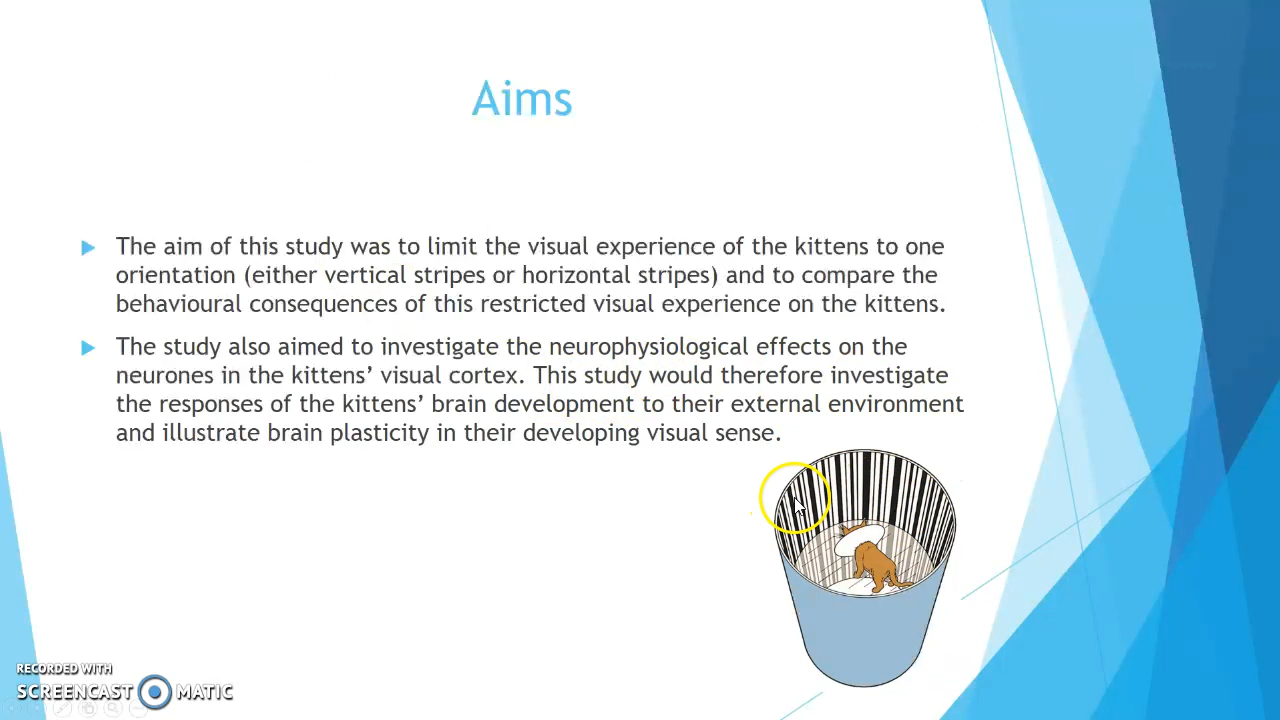 Aims
The aim of this study was to limit the visual experience of the kittens to one
orientation (either vertical stripes or horizontal stripes) and to compare the
behavioural consequences of this restricted visual experience on the kittens.
The study also aimed to investigate the neurophysiological effects on the
neurones in the kittens’ visual cortex. This study would therefore investigate
the responses of the kittens’ brain development to their external environment
and illustrate brain plasticity in their developing visual sense.
RECORDED WITH
SCREENCAST MATIC